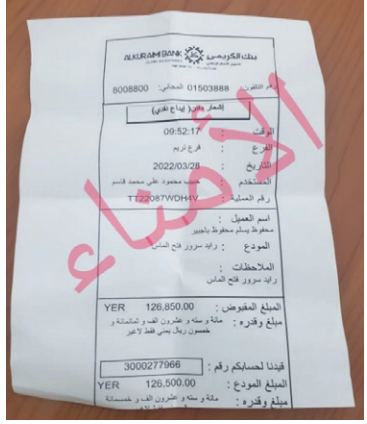 ALKURAIMI BANK بنك الكريمي
رقم التلفون: 01503888 المجاني: 8008800
إشعار دائن( إيداع نقدي)
الوقت : 09:52:17
الفرع : فرع تريم
التاريخ : 2022/03/28
المستخدم : حبيب محمود علي محمد قاسم
رقم العملية : TT22087WDH4V
اسم العميل :
محفوظ يسلم محفوظ باجبير
المودع : رايد سرور فتح الماس
الملاحظات :
رايد سرور فتح الماس
المبلغ المقبوض : 126,850.00 YER
مبلغ وقدره : مائة و سته و عشرون الف و ثمانمائة و
خمسون ريال يمني فقط لاغير
قيدنا لحسابكم رقم : 3000277966
المبلغ المودع : 126,500.00 YER
مبلغ وقدره : مائة و سته و عشرون الف و خمسمائة
الأمناء